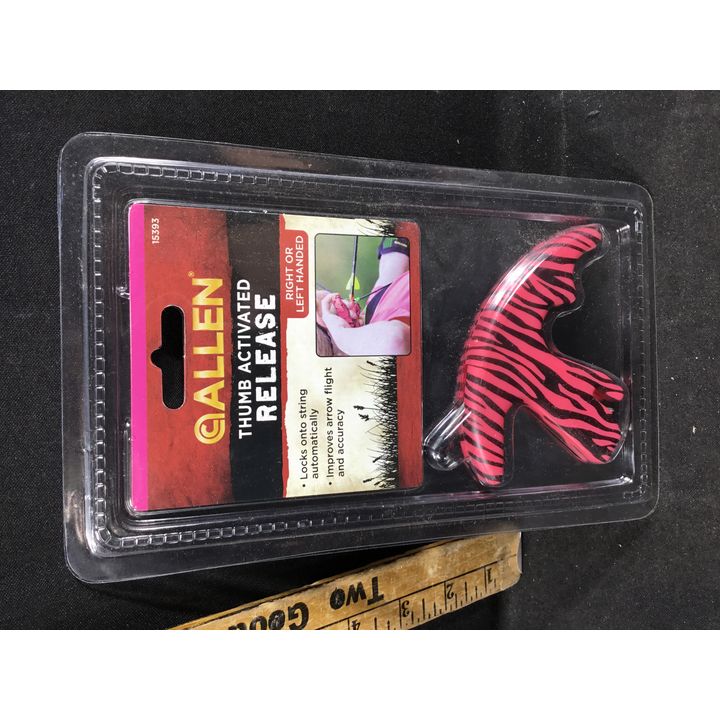 15393
ALLEN®
THUMB ACTIVATED
RELEASE
RIGHT OR
LEFT HANDED
• Locks onto string
automatically
• Improves arrow flight
and accuracy
Two
Good
1
2
3
4